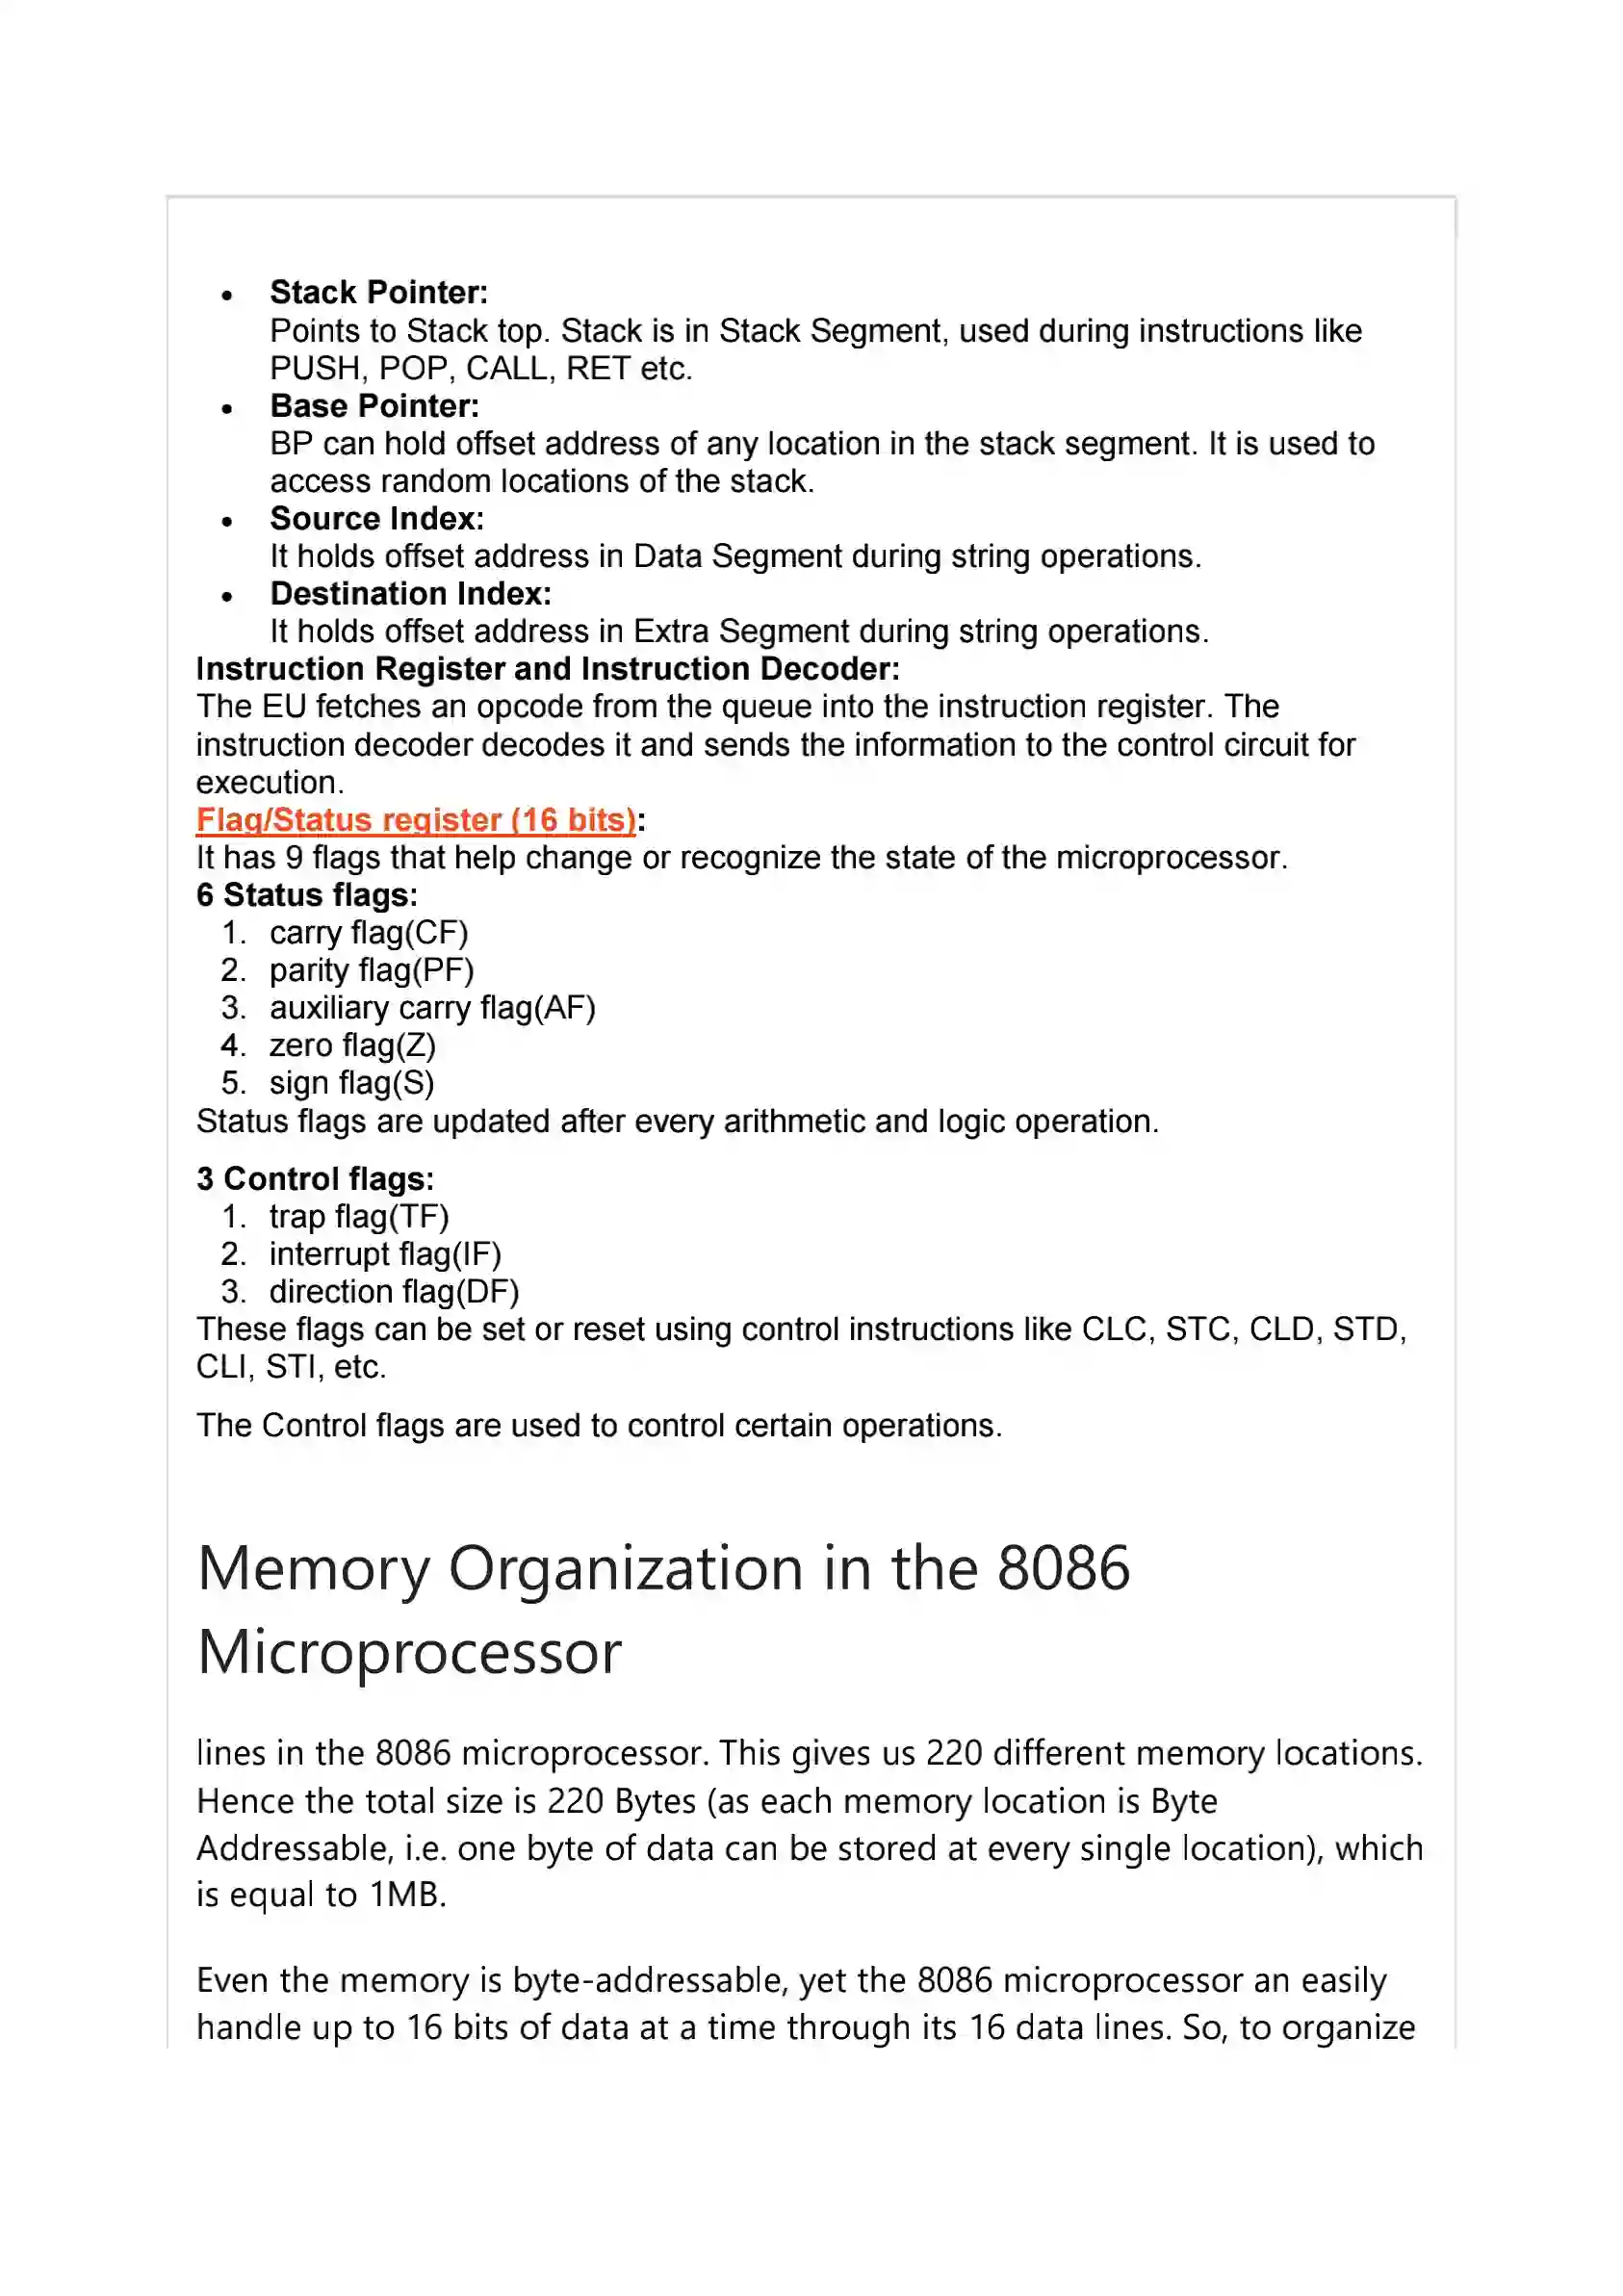 • Stack Pointer:
Points to Stack top. Stack is in Stack Segment, used during instructions like
PUSH, POP, CALL, RET etc.
• Base Pointer:
BP can hold offset address of any location in the stack segment. It is used to
access random locations of the stack.
• Source Index:
It holds offset address in Data Segment during string operations.
• Destination Index:
It holds offset address in Extra Segment during string operations.
Instruction Register and Instruction Decoder:
The EU fetches an opcode from the queue into the instruction register. The
instruction decoder decodes it and sends the information to the control circuit for
execution.
Flag/Status register (16 bits):
It has 9 flags that help change or recognize the state of the microprocessor.
6 Status flags:
1. carry flag(CF)
2. parity flag(PF)
3. auxiliary carry flag(AF)
4. zero flag(Z)
5. sign flag(S)
Status flags are updated after every arithmetic and logic operation.
3 Control flags:
1. trap flag(TF)
2. interrupt flag(IF)
3. direction flag(DF)
These flags can be set or reset using control instructions like CLC, STC, CLD, STD,
CLI, STI, etc.
The Control flags are used to control certain operations.
Memory Organization in the 8086
Microprocessor
lines in the 8086 microprocessor. This gives us 220 different memory locations.
Hence the total size is 220 Bytes (as each memory location is Byte
Addressable, i.e. one byte of data can be stored at every single location), which
is equal to 1MB.
Even the memory is byte-addressable, yet the 8086 microprocessor an easily
handle up to 16 bits of data at a time through its 16 data lines. So, to organize